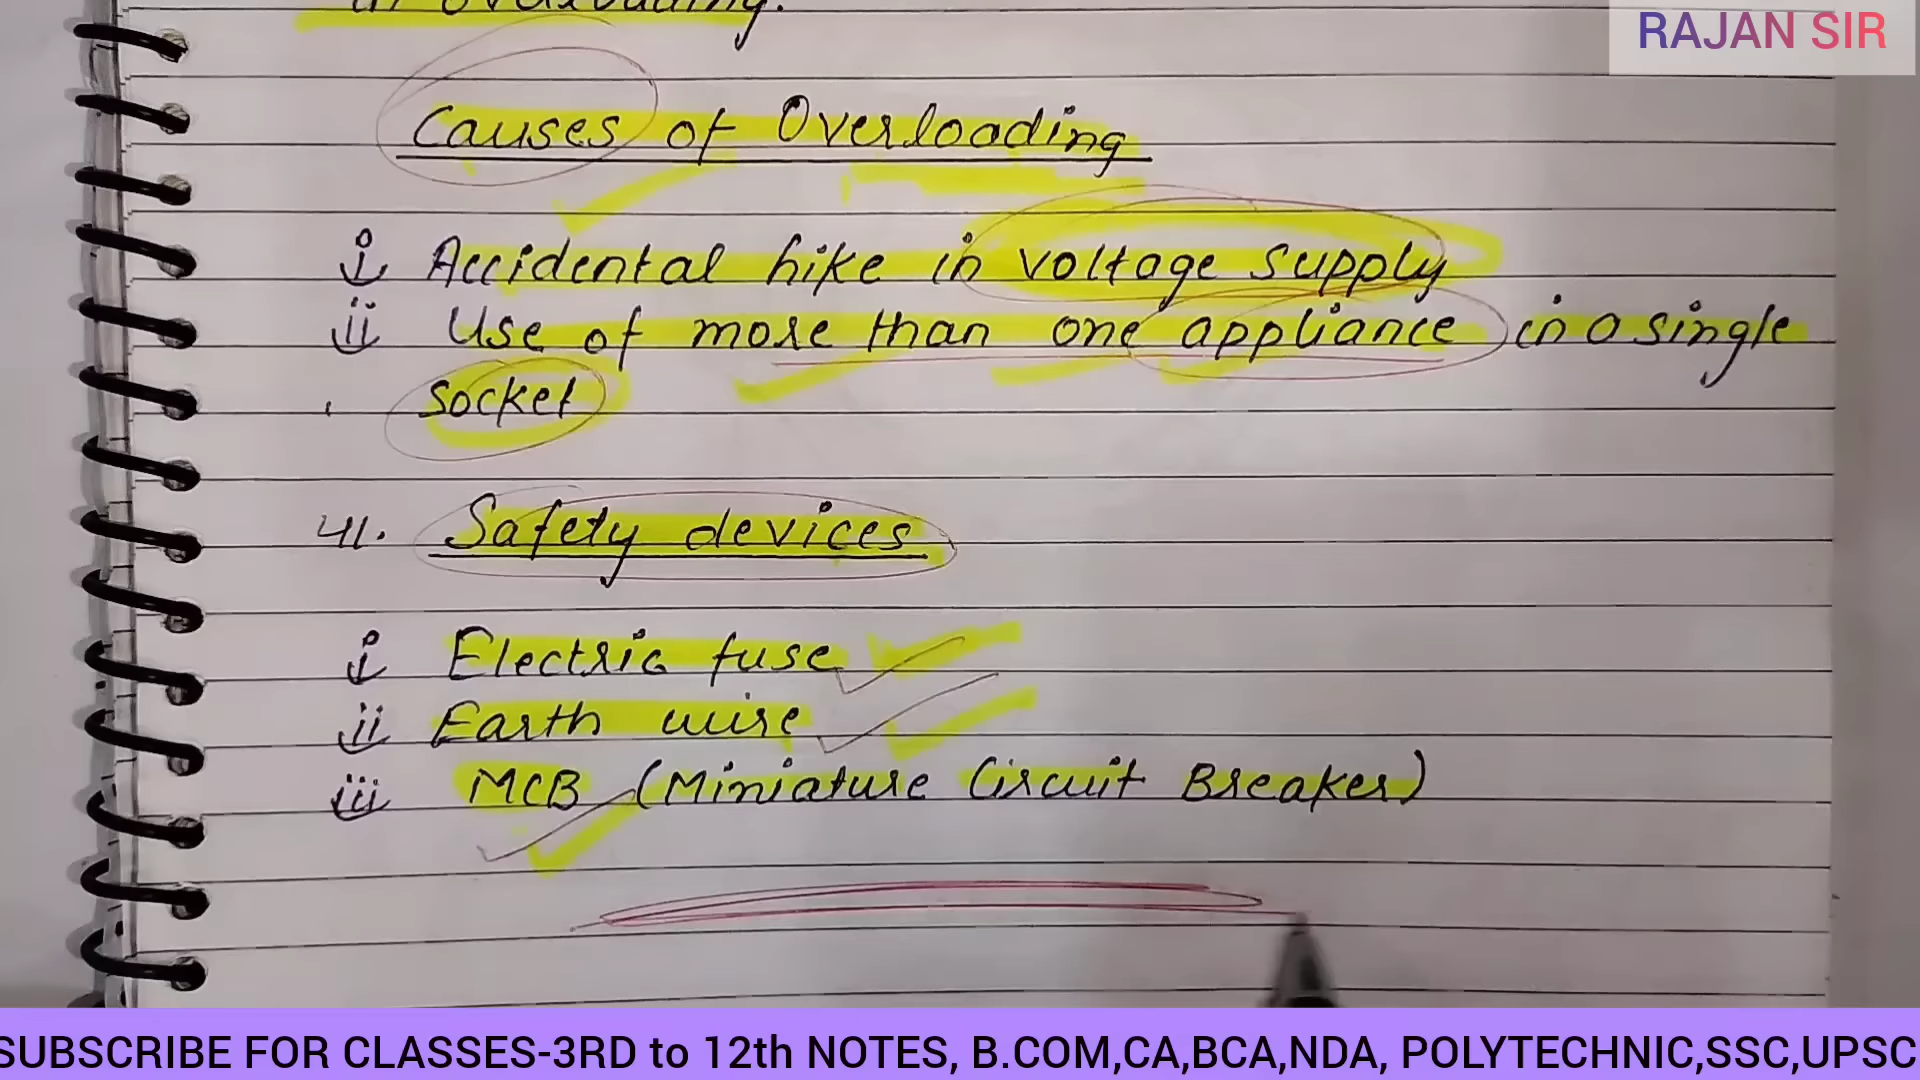 in overloading.
RAJAN SIR
Causes of Overloading
i Accidental hike in voltage supply
ii Use of more than one appliance in a single
socket
41. Safety devices
i Electric fuse
ii Earth wire
iii MCB (Miniature Circuit Breaker)
SUBSCRIBE FOR CLASSES-3RD to 12th NOTES, B.COM,CA,BCA,NDA, POLYTECHNIC,SSC,UPSC